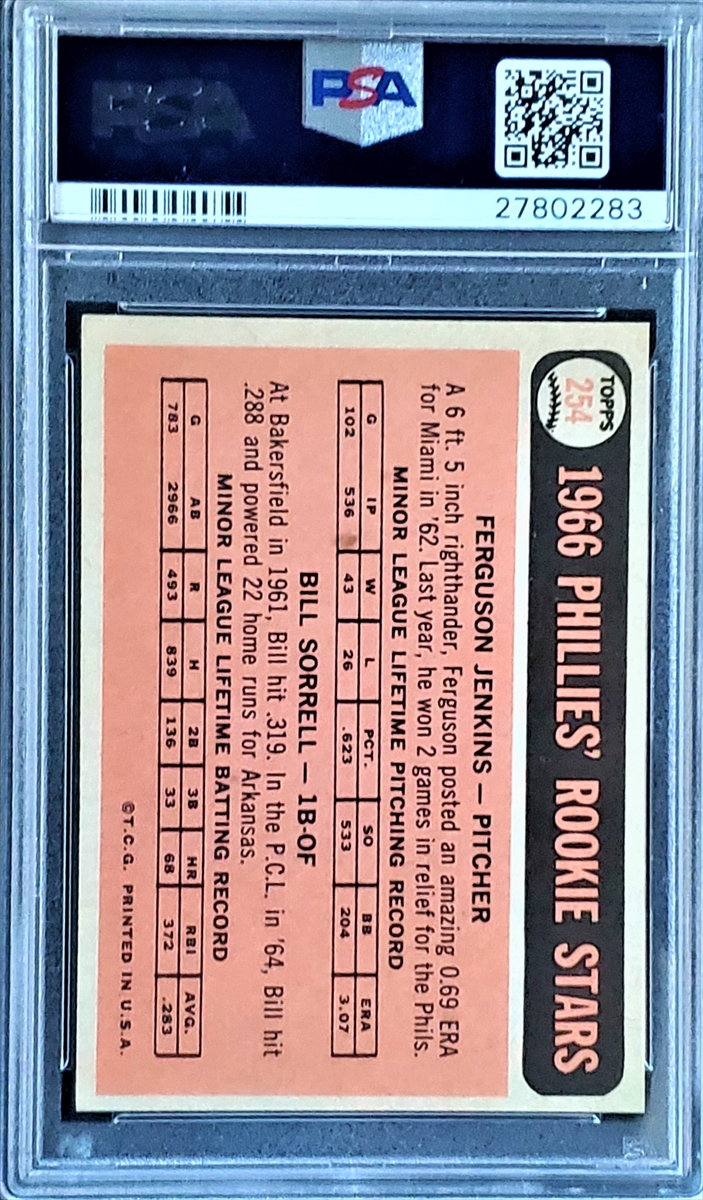 PSA
27802283
TOPPS
254
1966 PHILLIES' ROOKIE STARS
FERGUSON JENKINS — PITCHER
A 6 ft. 5 inch righthander, Ferguson posted an amazing 0.69 ERA
for Miami in '62. Last year, he won 2 games in relief for the Phils.
MINOR LEAGUE LIFETIME PITCHING RECORD
G IP W L PCT. SO BB ERA
102 536 43 26 .623 533 204 3.07
BILL SORRELL — 1B-OF
At Bakersfield in 1961, Bill hit .319. In the P.C.L. in '64, Bill hit
.288 and powered 22 home runs for Arkansas.
MINOR LEAGUE LIFETIME BATTING RECORD
G AB R H 2B 3B HR RBI AVG.
783 2966 493 839 136 33 68 372 .283
©T.C.G. PRINTED IN U.S.A.